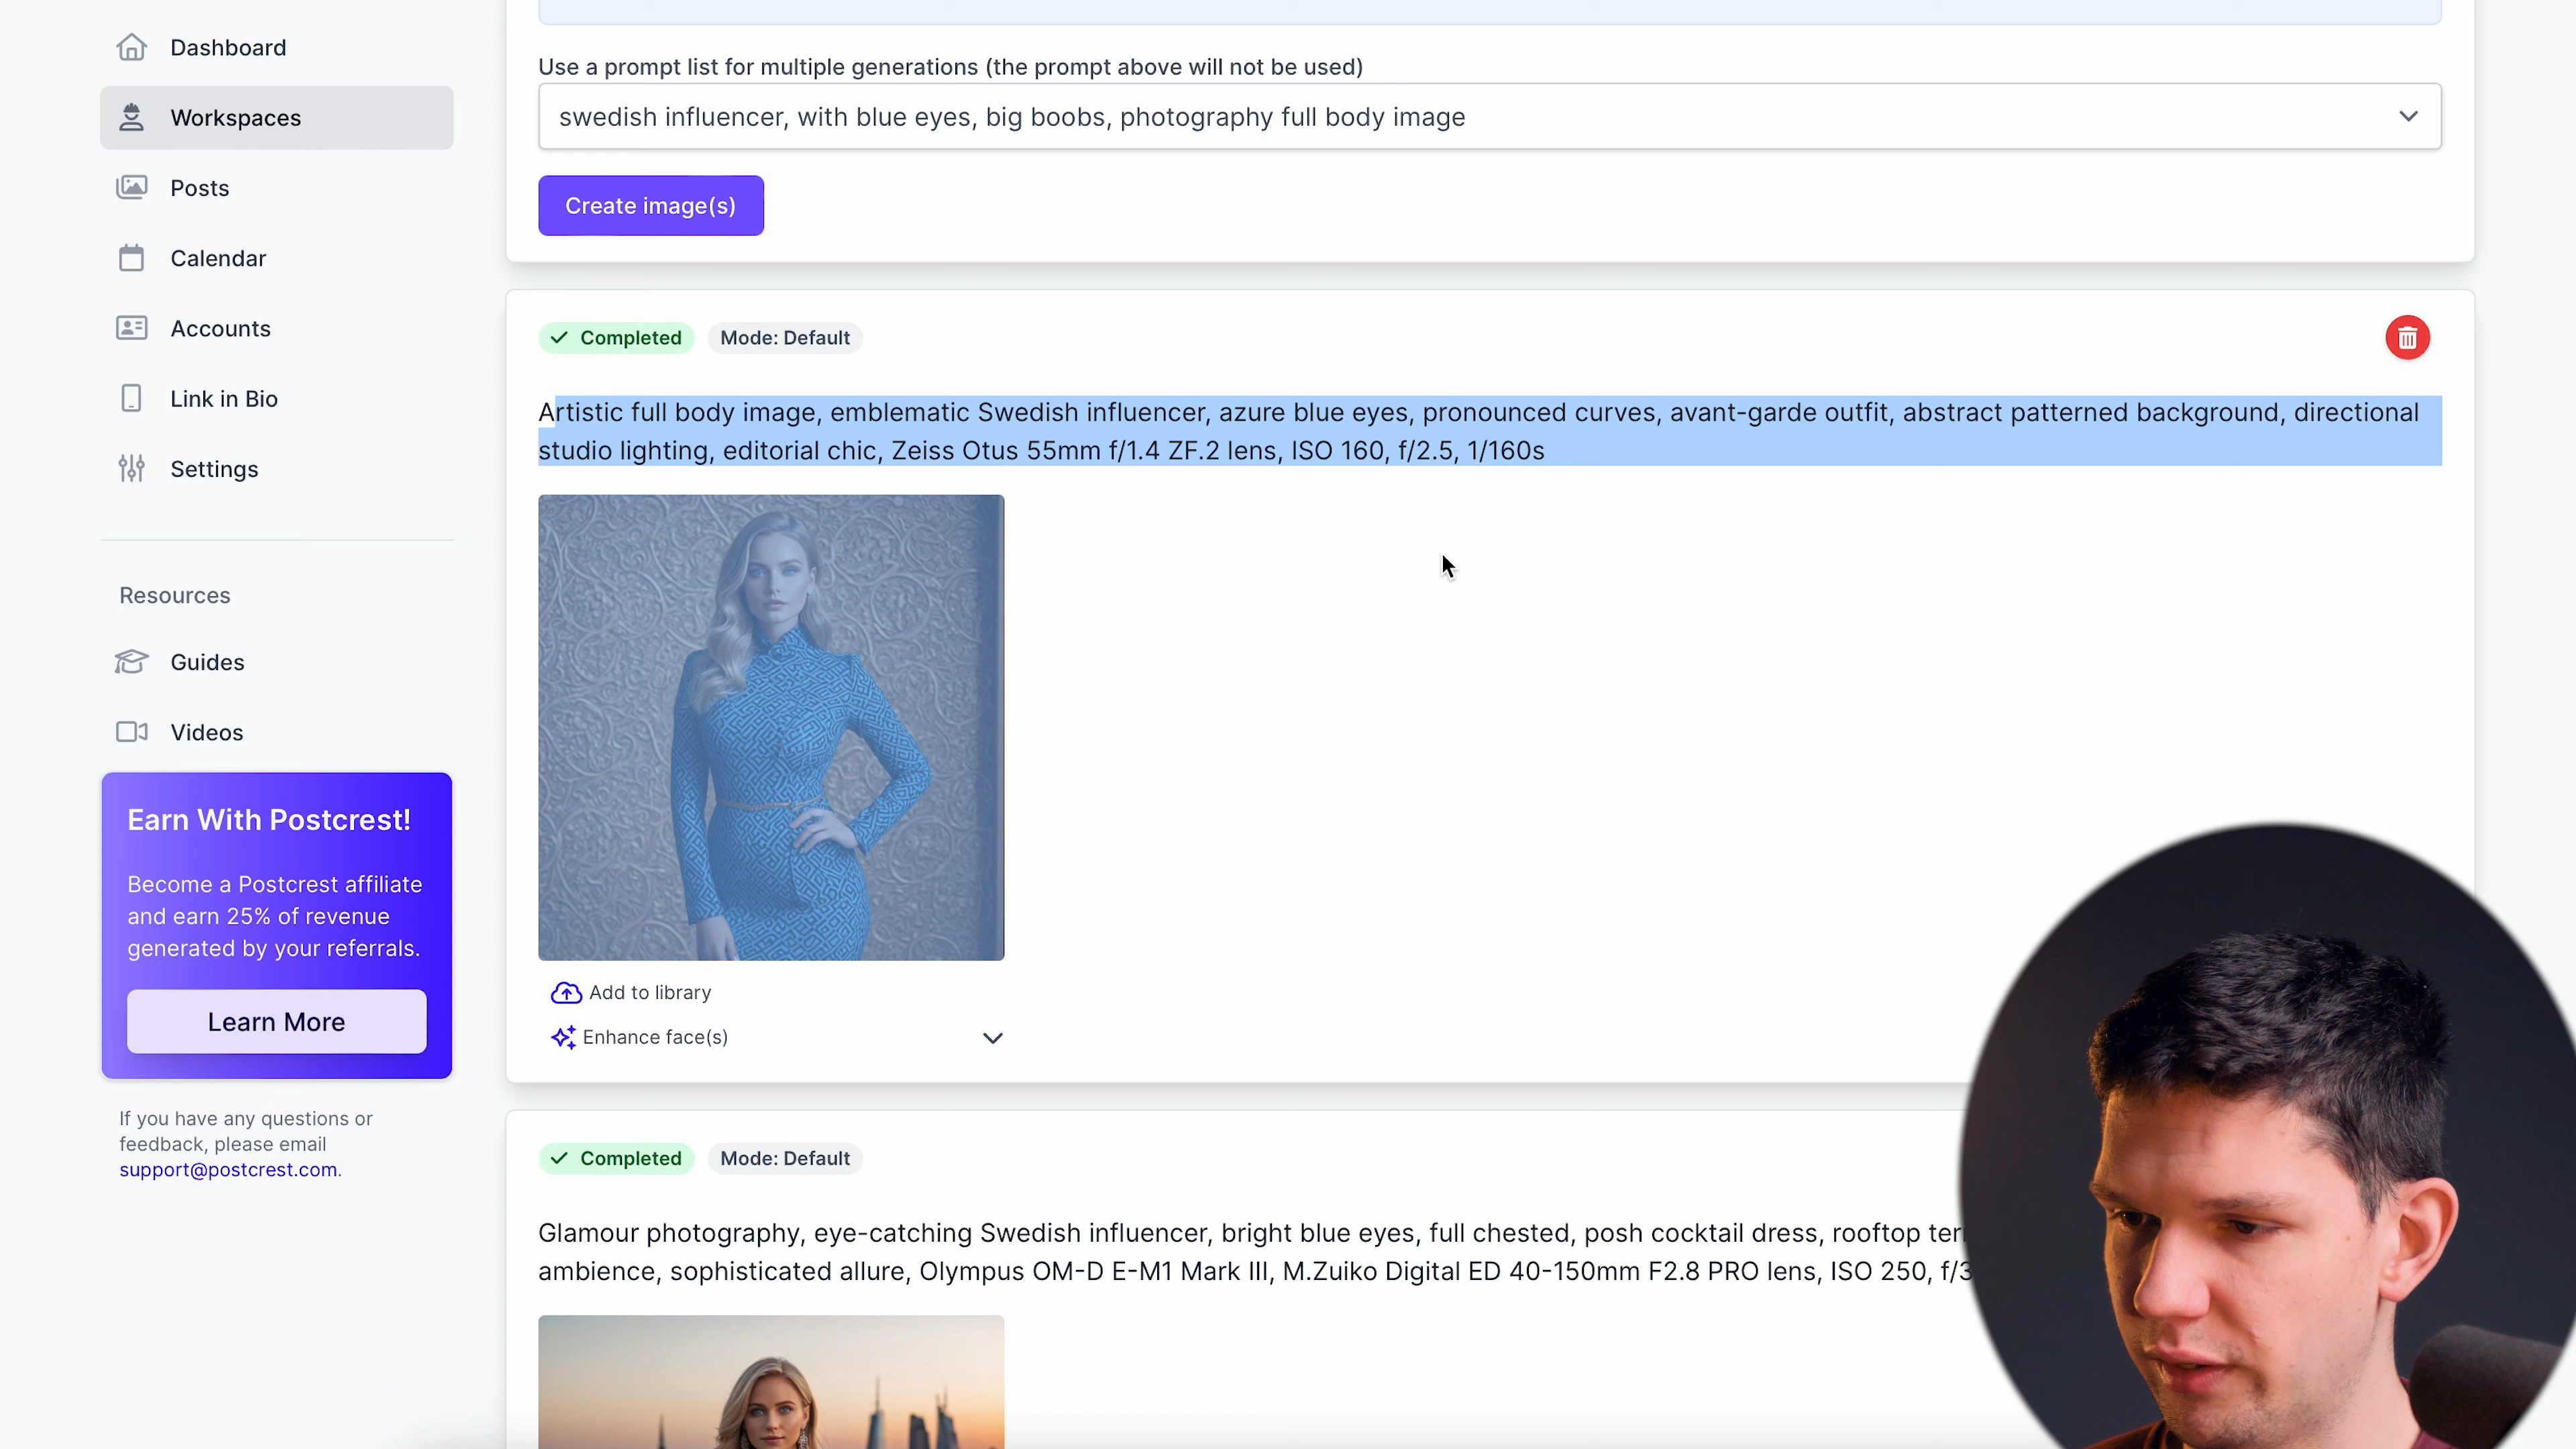 Dashboard
Workspaces
Posts
Calendar
Accounts
Link in Bio
Settings
Resources
Guides
Videos
Earn With Postcrest!
Become a Postcrest affiliate
and earn 25% of revenue
generated by your referrals.
Learn More
If you have any questions or
feedback, please email
support@postcrest.com.
Use a prompt list for multiple generations (the prompt above will not be used)
swedish influencer, with blue eyes, big boobs, photography full body image
Create image(s)
Completed
Mode: Default
Artistic full body image, emblematic Swedish influencer, azure blue eyes, pronounced curves, avant-garde outfit, abstract patterned background, directional
studio lighting, editorial chic, Zeiss Otus 55mm f/1.4 ZF.2 lens, ISO 160, f/2.5, 1/160s
Add to library
Enhance face(s)
Completed
Mode: Default
Glamour photography, eye-catching Swedish influencer, bright blue eyes, full chested, posh cocktail dress, rooftop
ambience, sophisticated allure, Olympus OM-D E-M1 Mark III, M.Zuiko Digital ED 40-150mm F2.8 PRO lens, ISO 250,